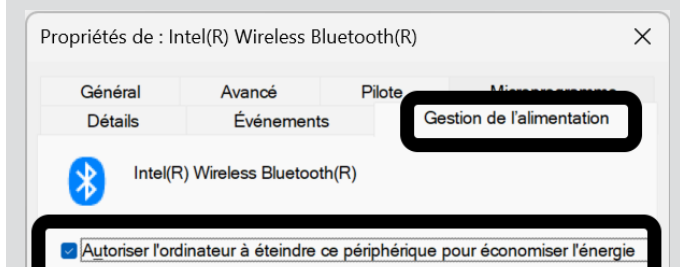 Propriétés de : Intel(R) Wireless Bluetooth(R)
Général Avancé Pilote Microprogramme
Détails Événements Gestion de l'alimentation
Intel(R) Wireless Bluetooth(R)
Autoriser l'ordinateur à éteindre ce périphérique pour économiser l'énergie